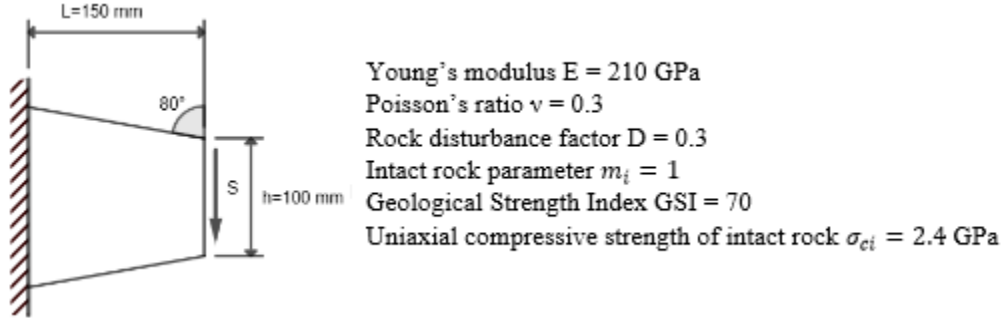 L=150 mm
80°
S
h=100 mm
Young's modulus E = 210 GPa
Poisson's ratio ν = 0.3
Rock disturbance factor D = 0.3
Intact rock parameter mᵢ = 1
Geological Strength Index GSI = 70
Uniaxial compressive strength of intact rock σ_ci = 2.4 GPa